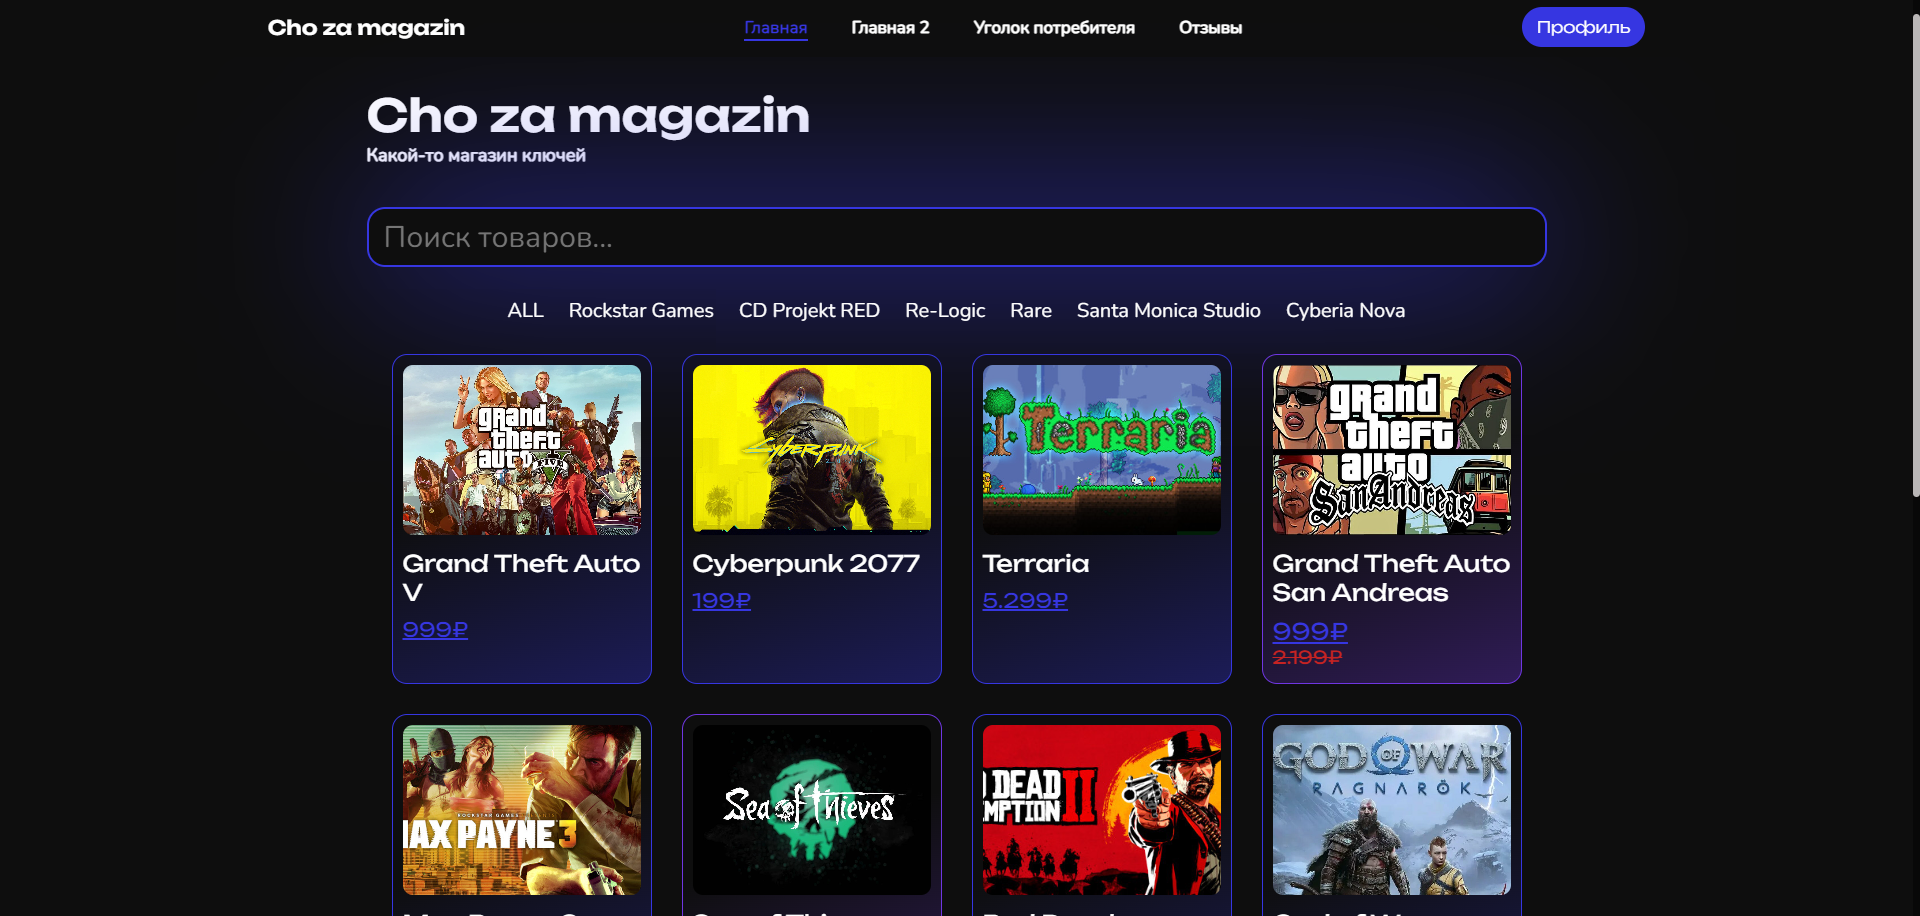 Cho za magazin
Главная
Главная 2
Уголок потребителя
Отзывы
Профиль
Cho za magazin
Какой-то магазин ключей
Поиск товаров...
ALL
Rockstar Games
CD Projekt RED
Re-Logic
Rare
Santa Monica Studio
Cyberia Nova
grand
theft
auto
FIVE
V
Cyberpunk
Terraria
grand
theft
auto
San Andreas
Grand Theft Auto
V
999₽
Cyberpunk 2077
199₽
Terraria
5.299₽
Grand Theft Auto
San Andreas
999₽
2.199₽
ROCKSTAR GAMES
MAX PAYNE 3
Sea of Thieves
DEAD
II
GOD OF WAR
RAGNARÖK